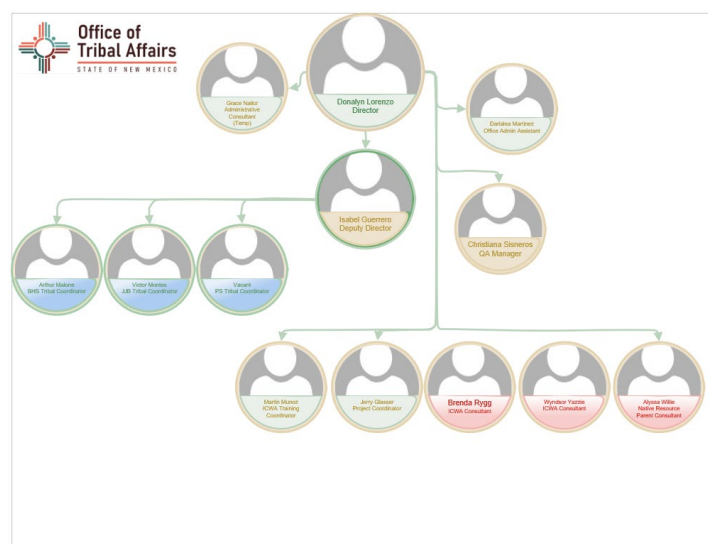 Office of
Tribal Affairs
STATE OF NEW MEXICO
Donalyn Lorenzo
Director
Grace Nailor
Administrative
Consultant
(Temp)
Office Admin Assistant
Isabel Guerrero
Deputy Director
Christiana Sisneros
QA Manager
Arthur Malone
BHS Tribal Coordinator
Victor Montes
JJB Tribal Coordinator
Vacant
PS Tribal Coordinator
Martin Munoz
ICWA Training
Coordinator
Jerry Glasser
Project Coordinator
Brenda Rygg
ICWA Consultant
Wyndsor Yazzie
ICWA Consultant
Alyssa Willie
Native Resource
Parent Consultant